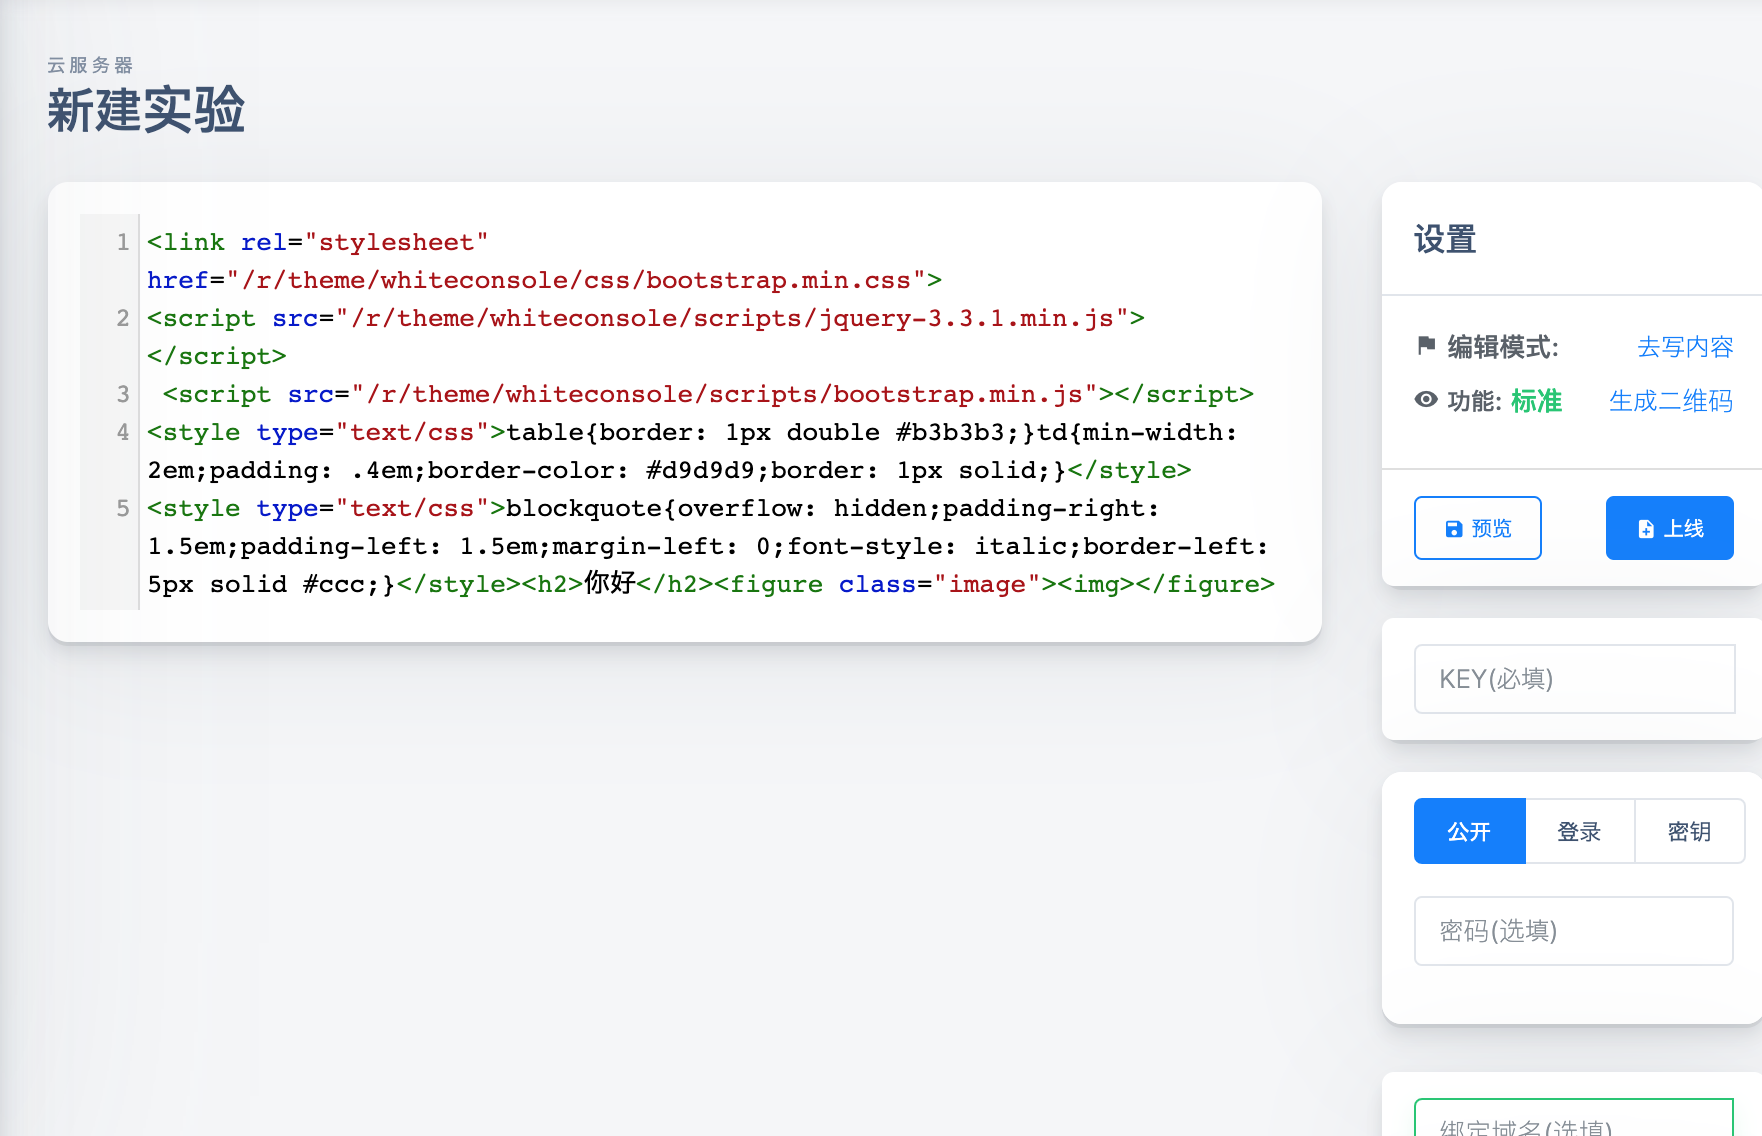 云服务器
新建实验
1 <link rel="stylesheet"
href="/r/theme/whiteconsole/css/bootstrap.min.css">
2 <script src="/r/theme/whiteconsole/scripts/jquery-3.3.1.min.js">
</script>
3  <script src="/r/theme/whiteconsole/scripts/bootstrap.min.js"></script>
4 <style type="text/css">table{border: 1px double #b3b3b3;}td{min-width:
2em;padding: .4em;border-color: #d9d9d9;border: 1px solid;}</style>
5 <style type="text/css">blockquote{overflow: hidden;padding-right:
1.5em;padding-left: 1.5em;margin-left: 0;font-style: italic;border-left:
5px solid #ccc;}</style><h2>你好</h2><figure class="image"><img></figure>
设置
编辑模式: 去写内容
功能: 标准 生成二维码
预览 上线
KEY(必填)
公开 登录 密钥
密码(选填)
绑定域名(选填)